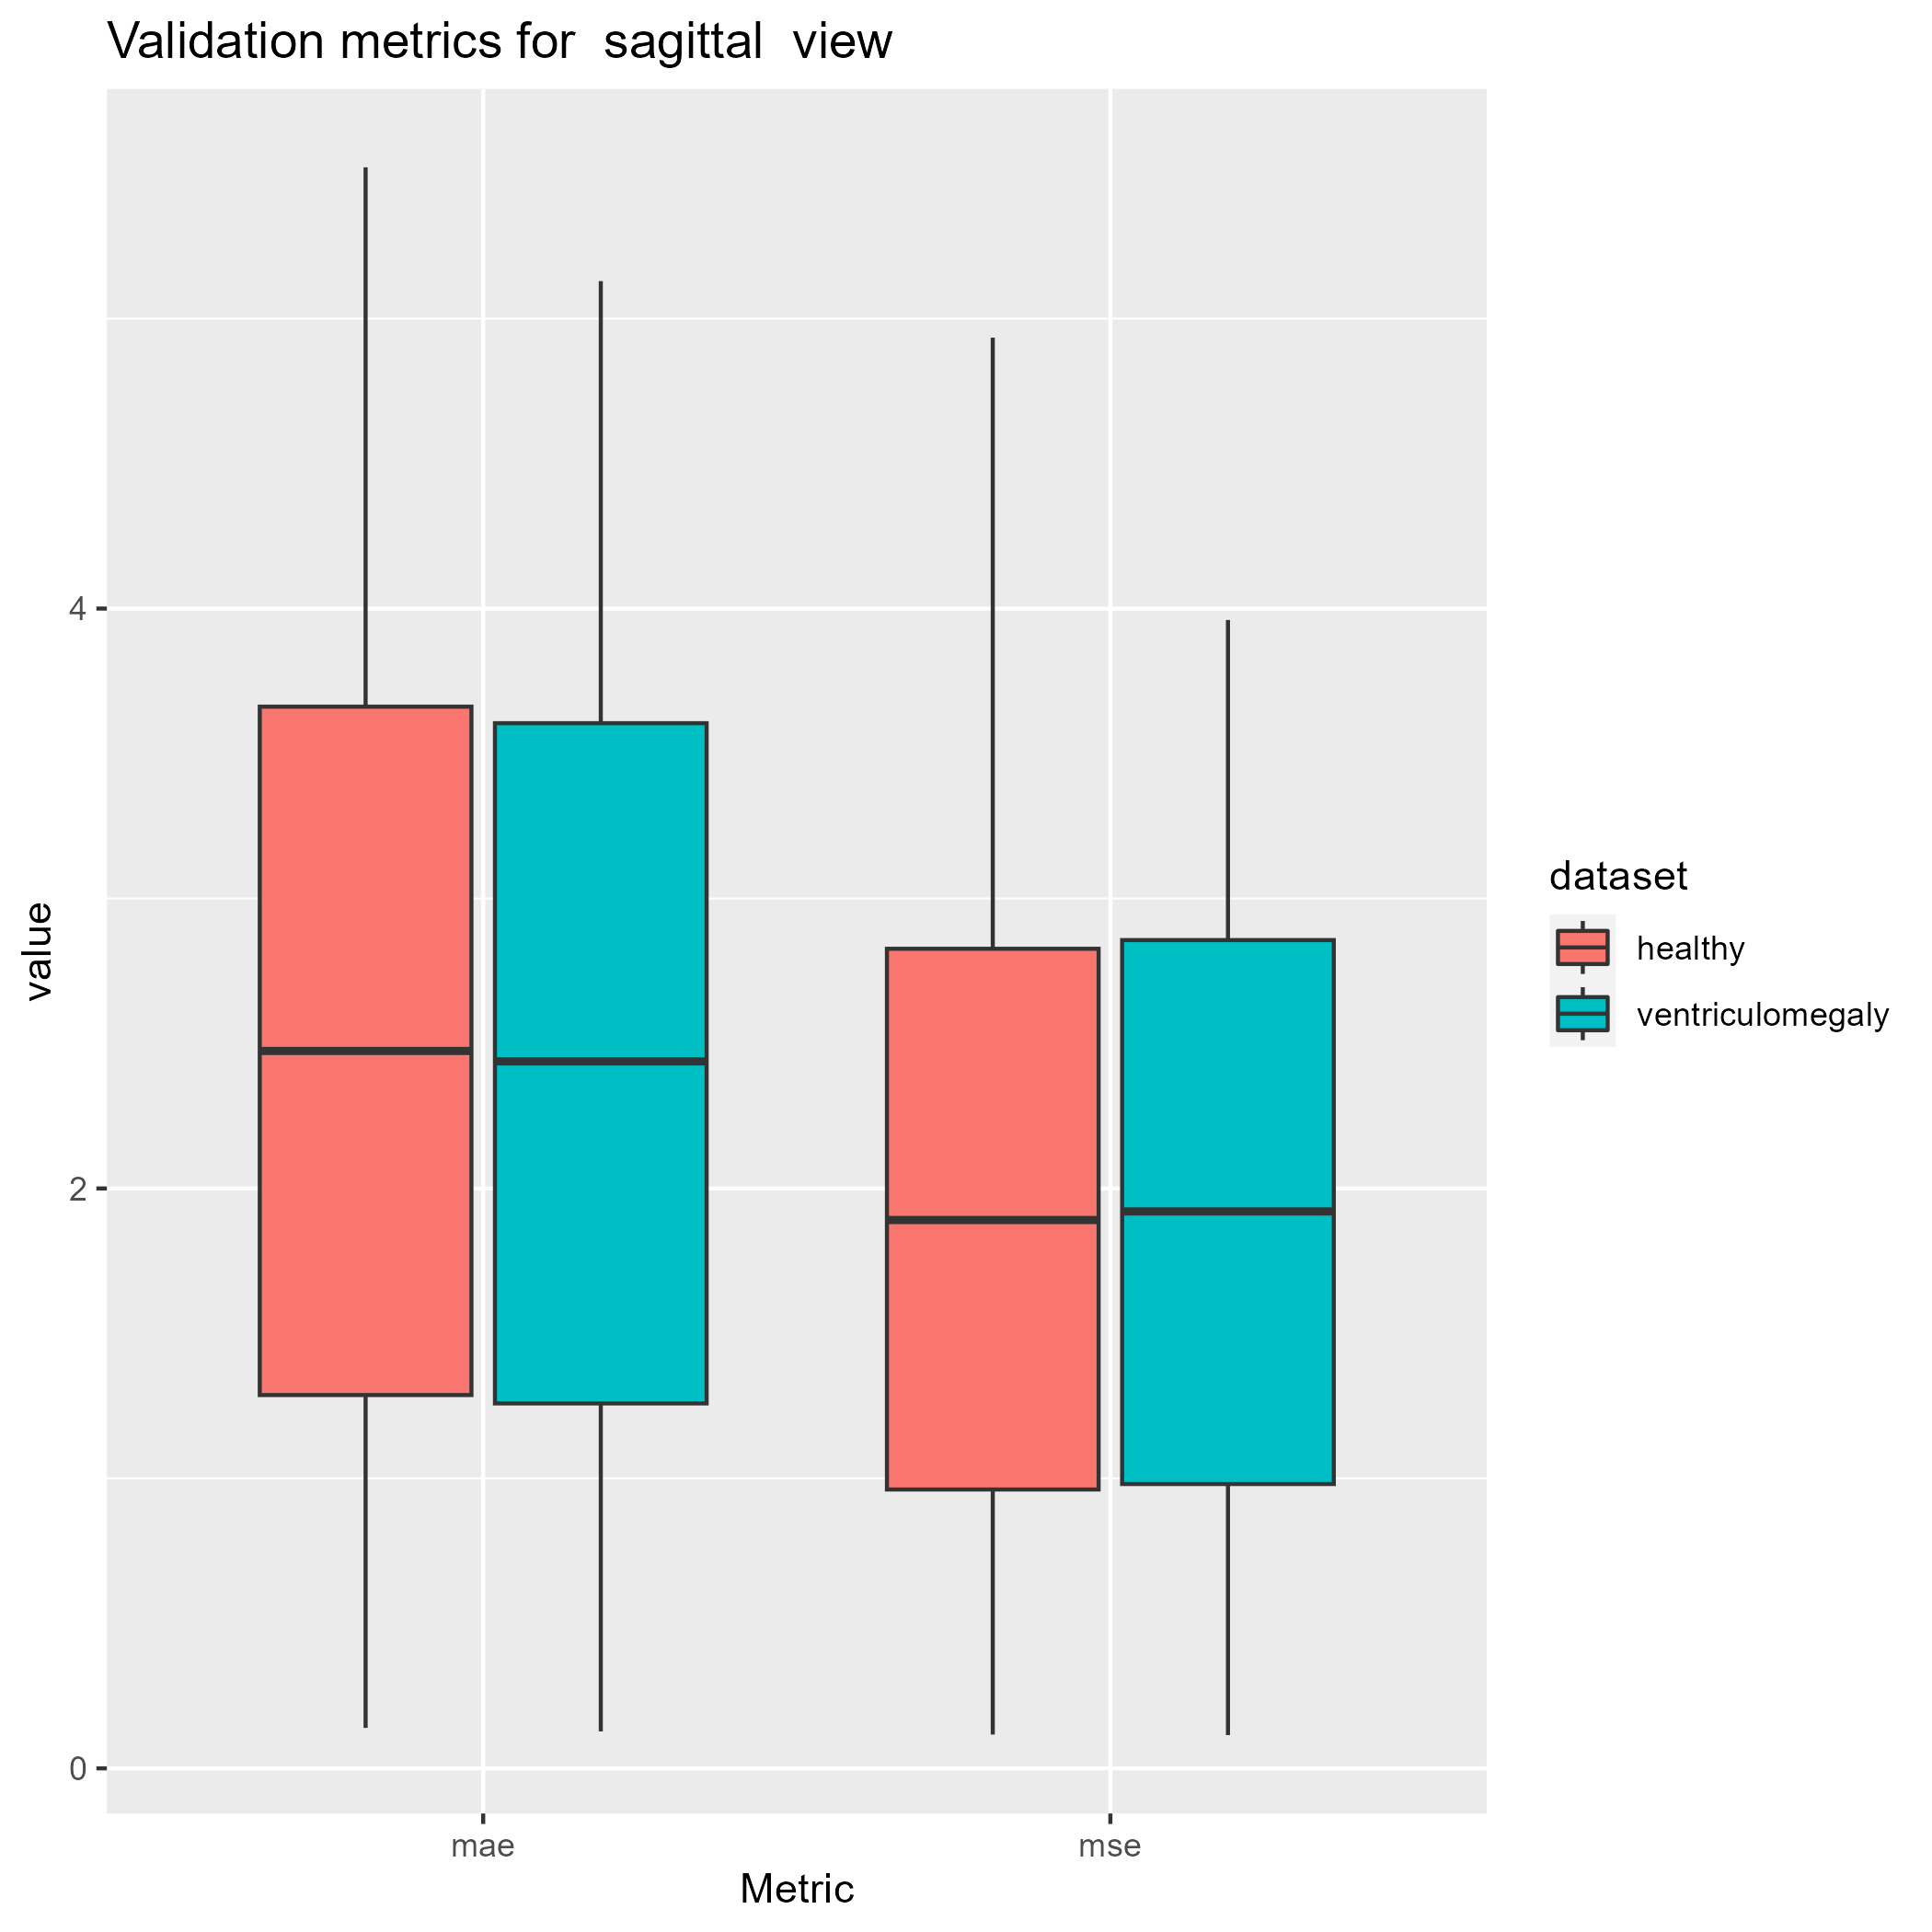 Validation metrics for  sagittal  view
value
4
2
0
mae
mse
Metric
dataset
healthy
ventriculomegaly